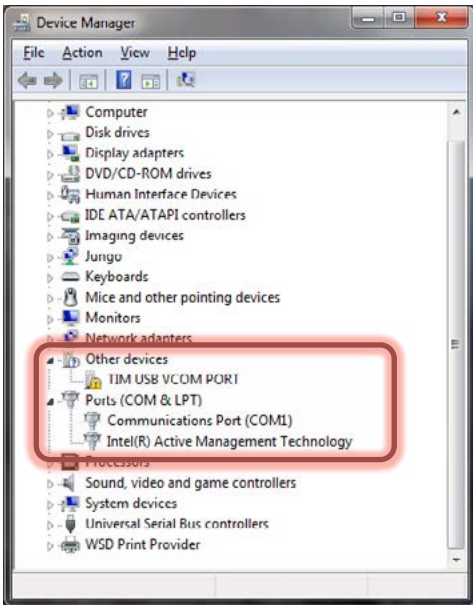 Device Manager
File Action View Help
Computer
Disk drives
Display adapters
DVD/CD-ROM drives
Human Interface Devices
IDE ATA/ATAPI controllers
Imaging devices
Jungo
Keyboards
Mice and other pointing devices
Monitors
Network adapters
Other devices
TIM USB VCOM PORT
Ports (COM & LPT)
Communications Port (COM1)
Intel(R) Active Management Technology
Processors
Sound, video and game controllers
System devices
Universal Serial Bus controllers
WSD Print Provider